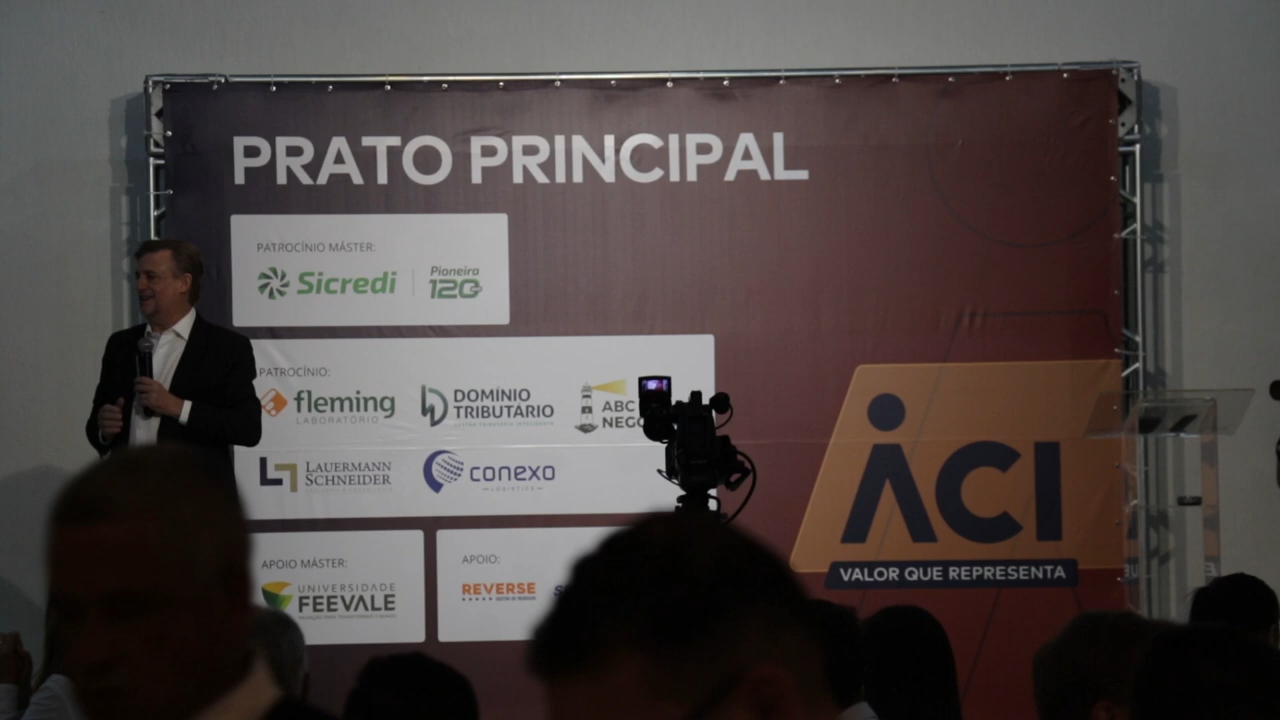 PRATO PRINCIPAL
PATROCÍNIO MÁSTER:
Sicredi
Pioneira
120
PATROCÍNIO:
fleming
LABORATÓRIO
DOMÍNIO
TRIBUTÁRIO
ABC
LAUERMANN
SCHNEIDER
conexo
LOGISTICS
APOIO MÁSTER:
UNIVERSIDADE
FEEVALE
APOIO:
REVERSE
ACI
VALOR QUE REPRESENTA